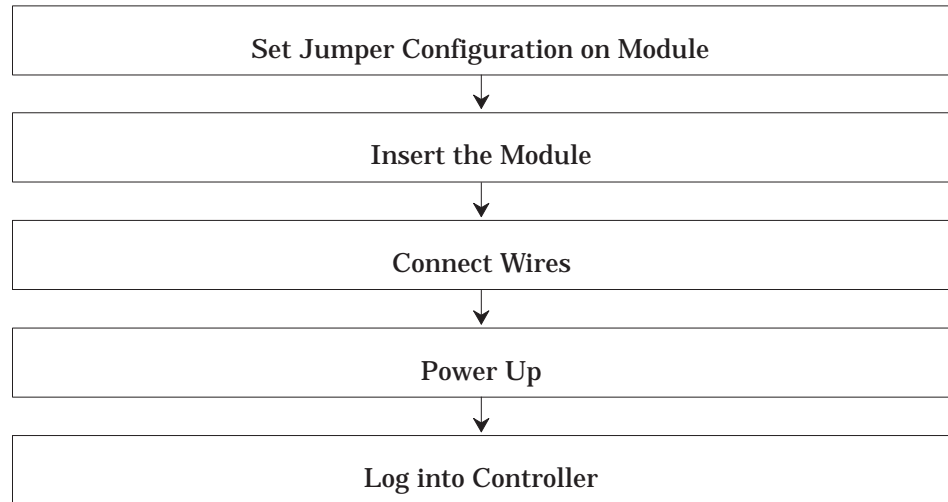 Set Jumper Configuration on Module
Insert the Module
Connect Wires
Power Up
Log into Controller